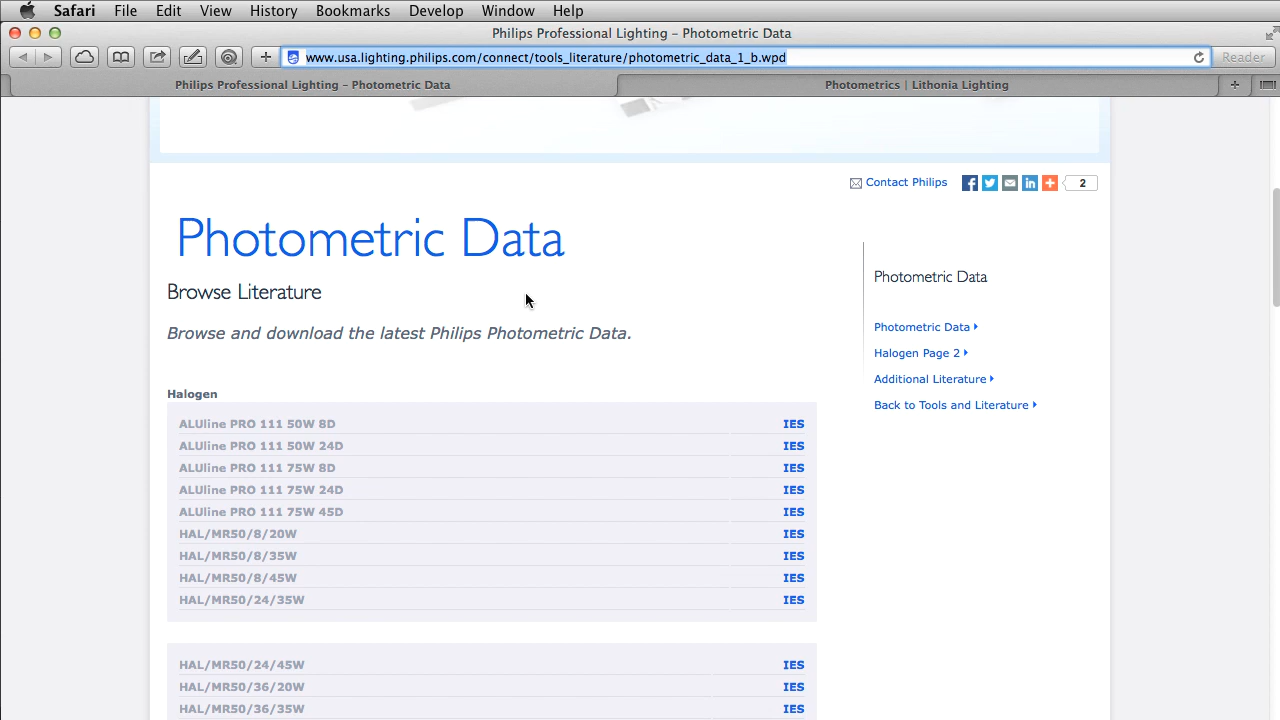 Safari File Edit View History Bookmarks Develop Window Help
Philips Professional Lighting – Photometric Data
www.usa.lighting.philips.com/connect/tools_literature/photometric_data_1_b.wpd
Reader
Philips Professional Lighting – Photometric Data
Photometrics | Lithonia Lighting
Contact Philips
2
Photometric Data
Browse Literature
Browse and download the latest Philips Photometric Data.
Photometric Data
Photometric Data
Halogen Page 2
Additional Literature
Back to Tools and Literature
Halogen
ALUline PRO 111 50W 8D IES
ALUline PRO 111 50W 24D IES
ALUline PRO 111 75W 8D IES
ALUline PRO 111 75W 24D IES
ALUline PRO 111 75W 45D IES
HAL/MR50/8/20W IES
HAL/MR50/8/35W IES
HAL/MR50/8/45W IES
HAL/MR50/24/35W IES
HAL/MR50/24/45W IES
HAL/MR50/36/20W IES
HAL/MR50/36/35W IES